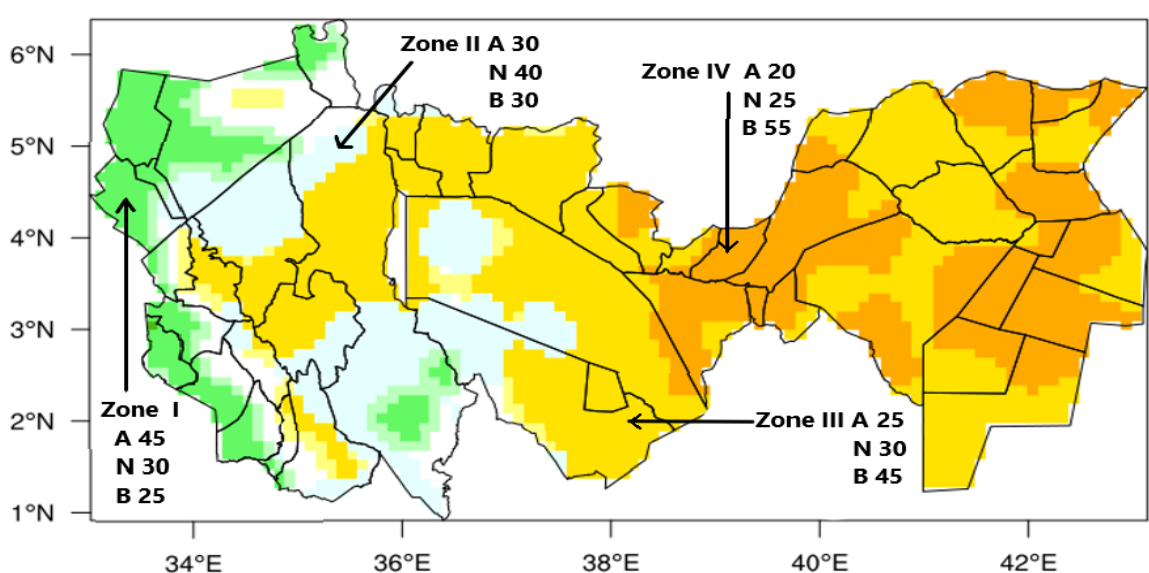 6°N
5°N
4°N
3°N
2°N
1°N
Zone II A 30
N 40
B 30
Zone IV A 20
N 25
B 55
Zone I
A 45
N 30
B 25
Zone III A 25
N 30
B 45
34°E
36°E
38°E
40°E
42°E